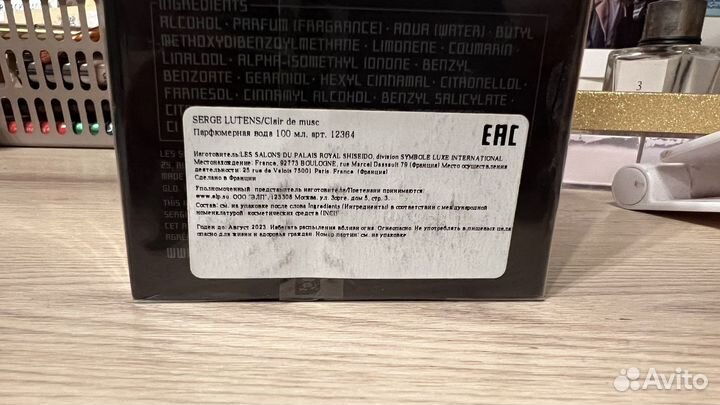 INGREDIENTS
ALCOHOL • PARFUM (FRAGRANCE) • AQUA (WATER) • BUTYL
METHOXYDIBENZOYLMETHANE • LIMONENE • COUMARIN
LINALOOL • ALPHA-ISOMETHYL IONONE • BENZYL
BENZOATE • GERANIOL • HEXYL CINNAMAL • CITRONELLOL •
FARNESOL • CINNAMYL ALCOHOL • BENZYL SALICYLATE •
SERGE LUTENS/Clair de musc
Парфюмерная вода 100 мл, арт. 12364
EAC
Изготовитель:LES SALONS DU PALAIS ROYAL SHISEIDO, division SYMBOLE LUXE INTERNATIONAL
Местонахождение: France, 92773 BOULOGNE, rue Marcel Dassault 79 (Франция) Место осуществления
деятельности: 25 rue de Valois 75001 Paris, France (Франция)
Сделано в Франции
Уполномоченный представитель изготовителя/Претензии принимаются:
www.alp.su, ООО "ЭЛП", 123308 Москва, ул. Зорге, дом 5, стр. 3.
Состав: см. на упаковке после слова Ingredients (Ингредиенты) в соответствии с международной
номенклатурой косметических средств (INCI)
Годен до: Август 2023. Избегать распыления вблизи огня. Огнеопасно. Не употреблять в пищевых целях
опасно для жизни и здоровья граждан. Номер партии: см. на упаковке
3
Avito